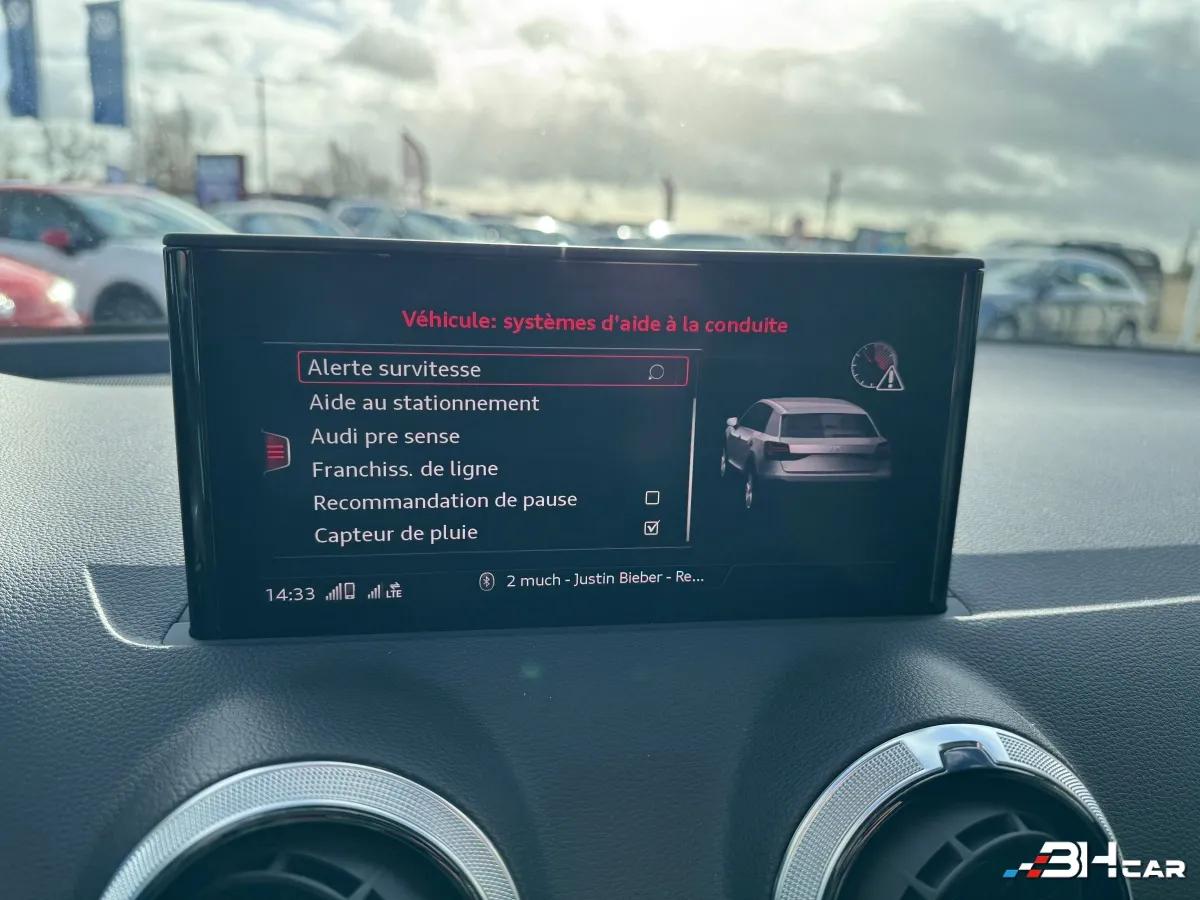 Véhicule: systèmes d'aide à la conduite
Alerte survitesse
Aide au stationnement
Audi pre sense
Franchiss. de ligne
Recommandation de pause
Capteur de pluie
14:33 LTE
2 much - Justin Bieber - Re...
3HCAR